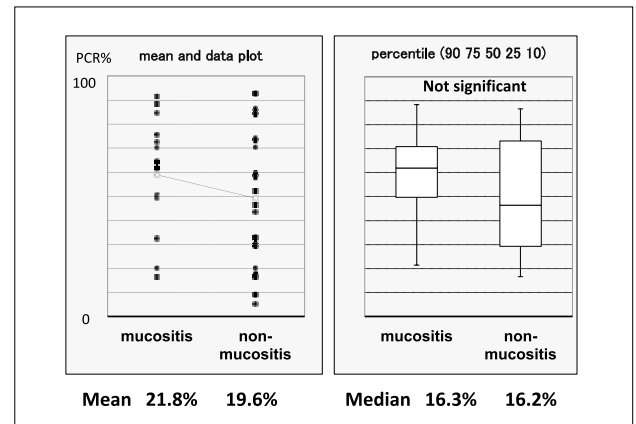 PCR%
mean and data plot
100
0
mucositis
non-
mucositis
Mean 21.8% 19.6%
percentile (90 75 50 25 10)
Not significant
mucositis
non-
mucositis
Median 16.3% 16.2%